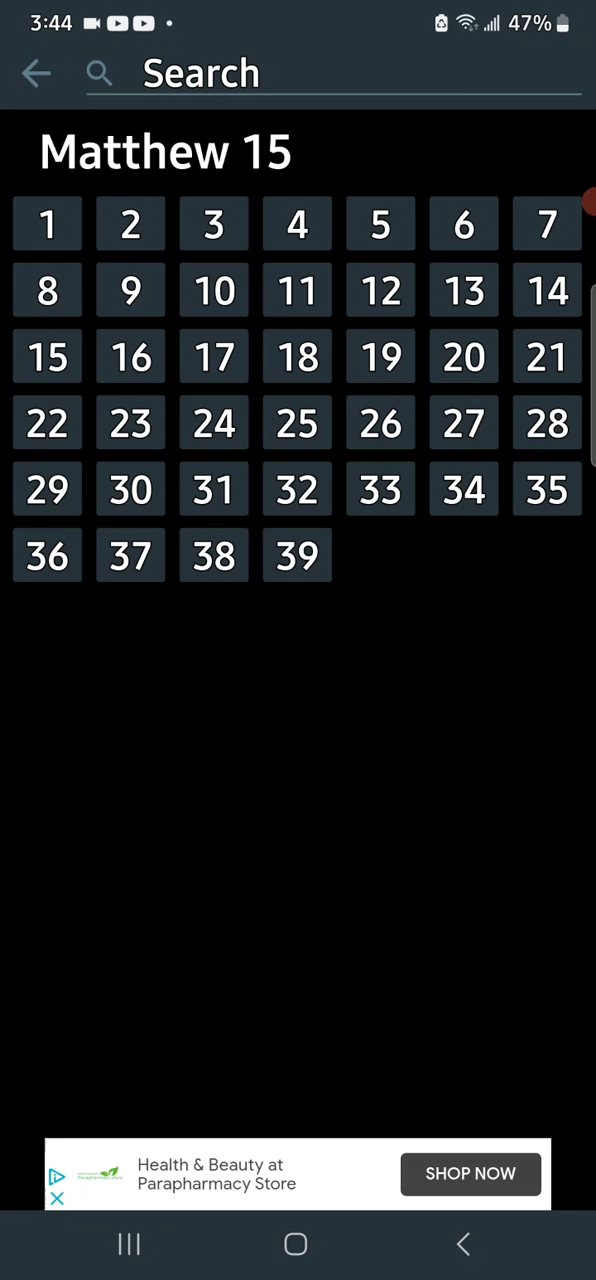 3:44 47%
Search
Matthew 15
1 2 3 4 5 6 7
8 9 10 11 12 13 14
15 16 17 18 19 20 21
22 23 24 25 26 27 28
29 30 31 32 33 34 35
36 37 38 39
Health & Beauty at
Parapharmacy Store
SHOP NOW